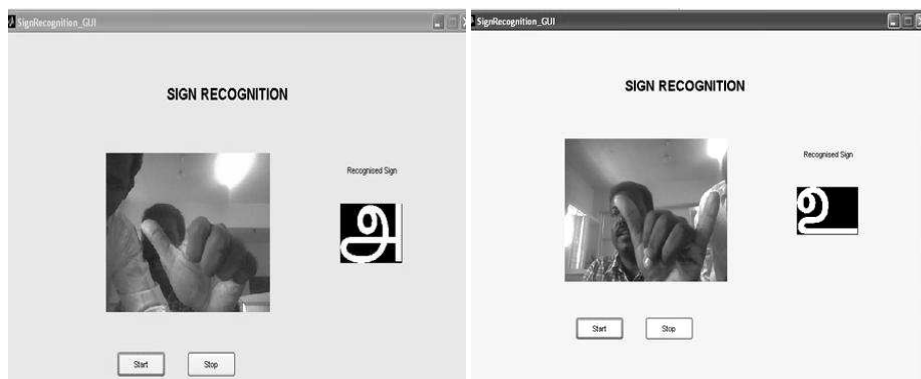 SignRecognition_GUI
SIGN RECOGNITION
Recognised Sign
அ
Start Stop
SignRecognition_GUI
SIGN RECOGNITION
Recognised Sign
உ
Start Stop